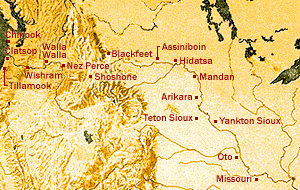 Chinook
Clatsop
Walla
Walla
Nez Perce
Wishram
Tillamook
Shoshone
Blackfeet
Assiniboin
Hidatsa
Mandan
Arikara
Teton Sioux
Yankton Sioux
Oto
Missouri